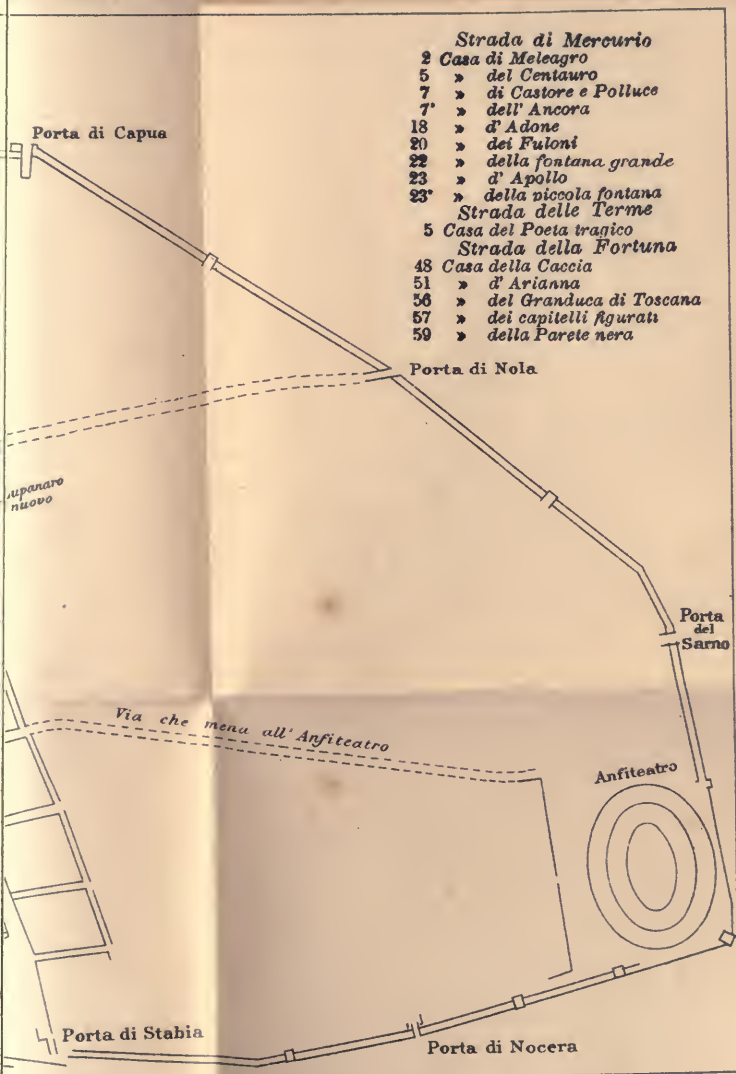 Strada di Mercurio
2 Casa di Meleagro
5 » del Centauro
7 » di Castore e Polluce
7* » dell' Ancora
18 » d' Adone
20 » dei Fuloni
22 » della fontana grande
23 » d' Apollo
23* » della piccola fontana
Strada delle Terme
5 Casa del Poeta tragico
Strada della Fortuna
48 Casa della Caccia
51 » d' Arianna
56 » del Granduca di Toscana
57 » dei capitelli figurati
59 » della Parete nera
Porta di Capua
Porta di Nola
upanaro
nuovo
Porta
del
Sarno
Via che mena all' Anfiteatro
Anfiteatro
Porta di Stabia
Porta di Nocera